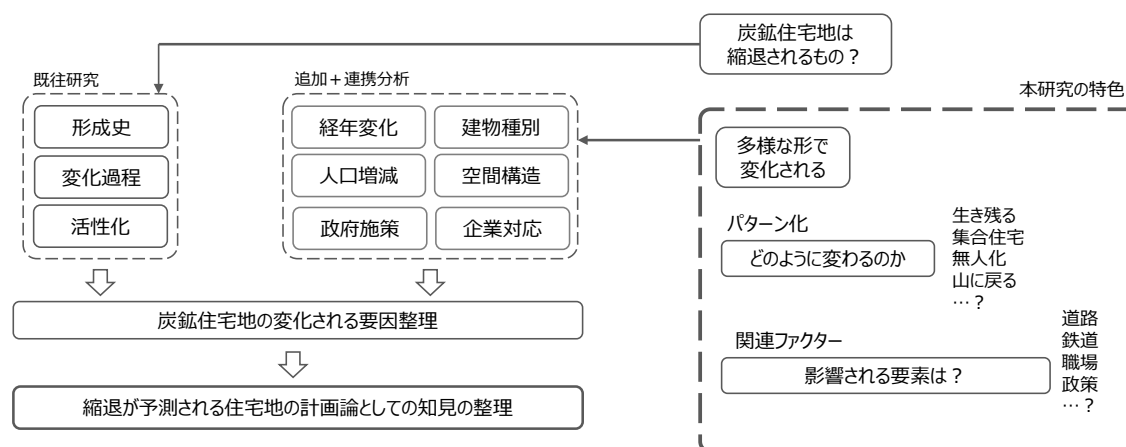 炭鉱住宅地は
縮退されるもの？
既往研究
形成史
変化過程
活性化
追加＋連携分析
経年変化
建物種別
人口増減
空間構造
政府施策
企業対応
炭鉱住宅地の変化される要因整理
縮退が予測される住宅地の計画論としての知見の整理
本研究の特色
多様な形で
変化される
パターン化
どのように変わるのか
生き残る
集合住宅
無人化
山に戻る
…？
関連ファクター
影響される要素は？
道路
鉄道
職場
政策
…？